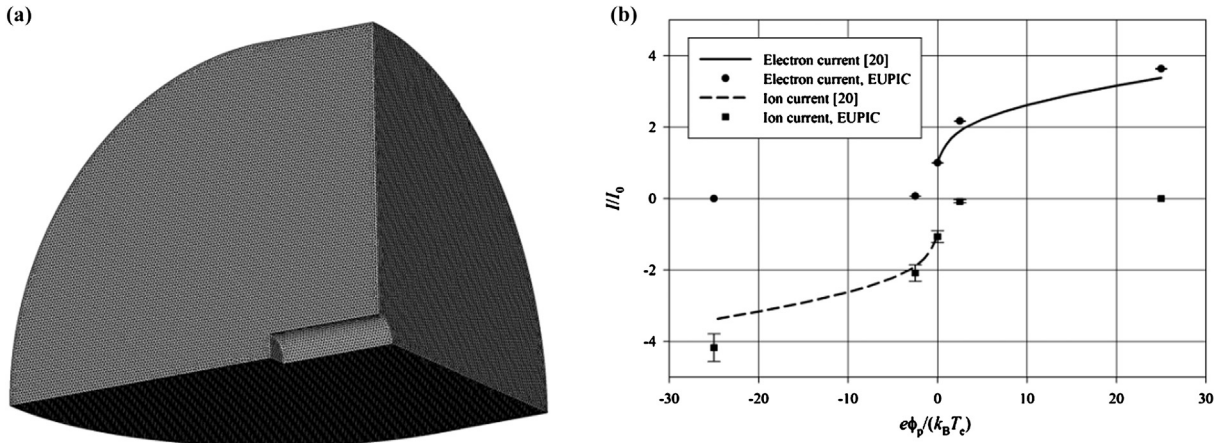 (a)
(b)
Electron current [20]
Electron current, EUPIC
Ion current [20]
Ion current, EUPIC
I/I₀
4
2
0
-2
-4
-30 -20 -10 0 10 20 30
eϕₚ/(k_BT_e)